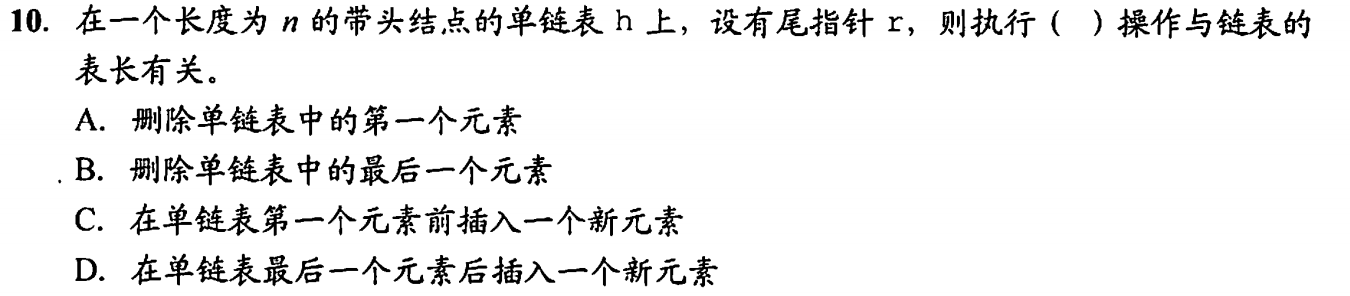 10. 在一个长度为 n 的带头结点的单链表 h 上，设有尾指针 r，则执行（ ）操作与链表的
表长有关。
A. 删除单链表中的第一个元素
B. 删除单链表中的最后一个元素
C. 在单链表第一个元素前插入一个新元素
D. 在单链表最后一个元素后插入一个新元素